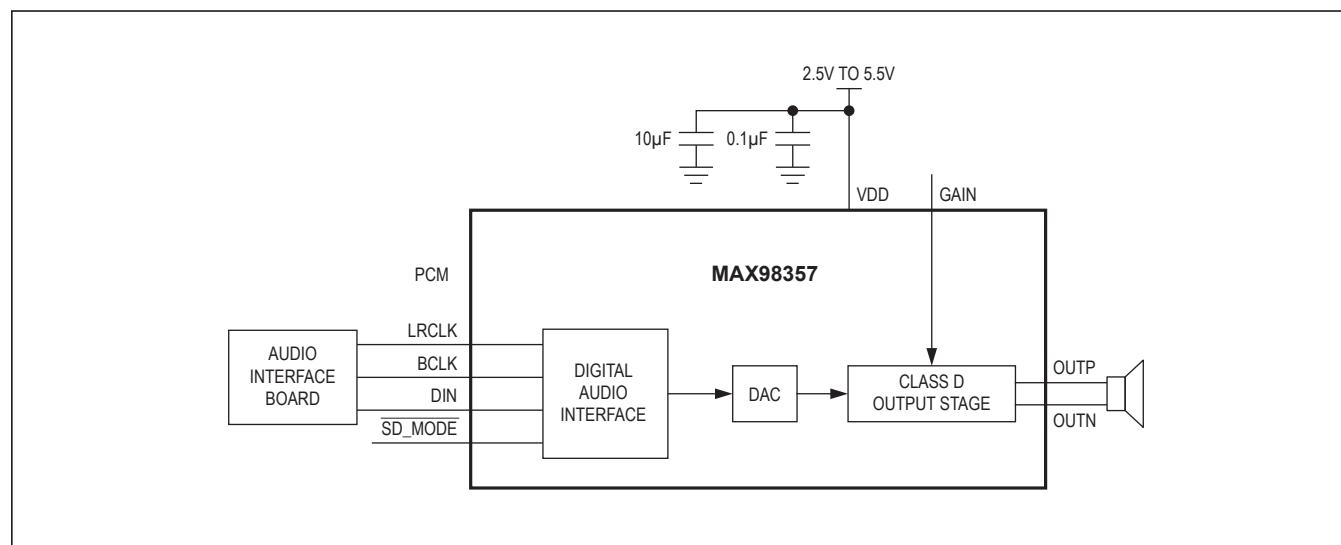 2.5V TO 5.5V
10µF
0.1µF
VDD
GAIN
PCM
MAX98357
LRCLK
BCLK
DIN
SD_MODE
AUDIO
INTERFACE
BOARD
DIGITAL
AUDIO
INTERFACE
DAC
CLASS D
OUTPUT STAGE
OUTP
OUTN